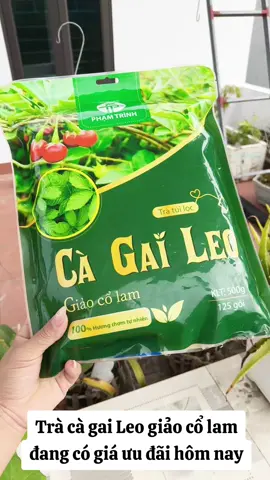 PHẠM TRINH
Trà túi lọc
CÀ GAI LEO
Giảo cổ lam
100% Hương thơm tự nhiên
KLT: 500g
125 gói
Trà cà gai Leo giảo cổ lam
đang có giá ưu đãi hôm nay